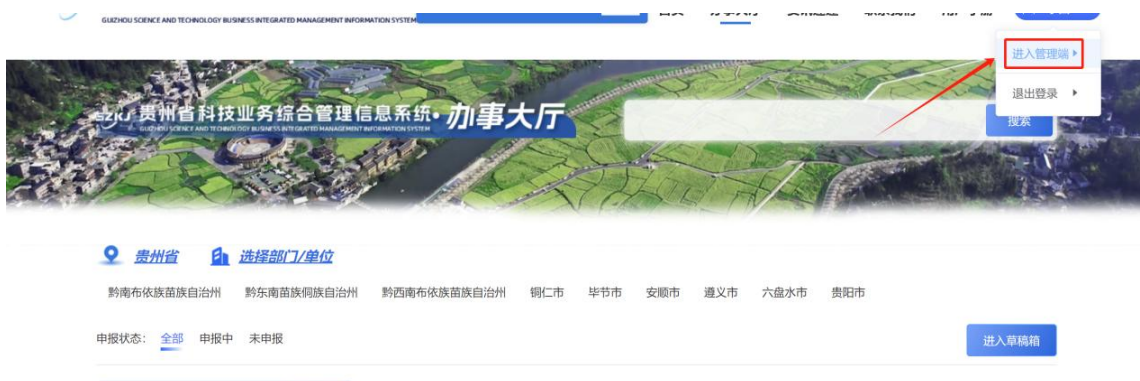 GUIZHOU SCIENCE AND TECHNOLOGY BUSINESS INTEGRATED MANAGEMENT INFORMATION SYSTEM
进入管理端
退出登录
贵州省科技业务综合管理信息系统·办事大厅
GUIZHOU SCIENCE AND TECHNOLOGY BUSINESS INTEGRATED MANAGEMENT INFORMATION SYSTEM
搜索
贵州省 选择部门/单位
黔南布依族苗族自治州 黔东南苗族侗族自治州 黔西南布依族苗族自治州 铜仁市 毕节市 安顺市 遵义市 六盘水市 贵阳市
申报状态： 全部 申报中 未申报 进入草稿箱